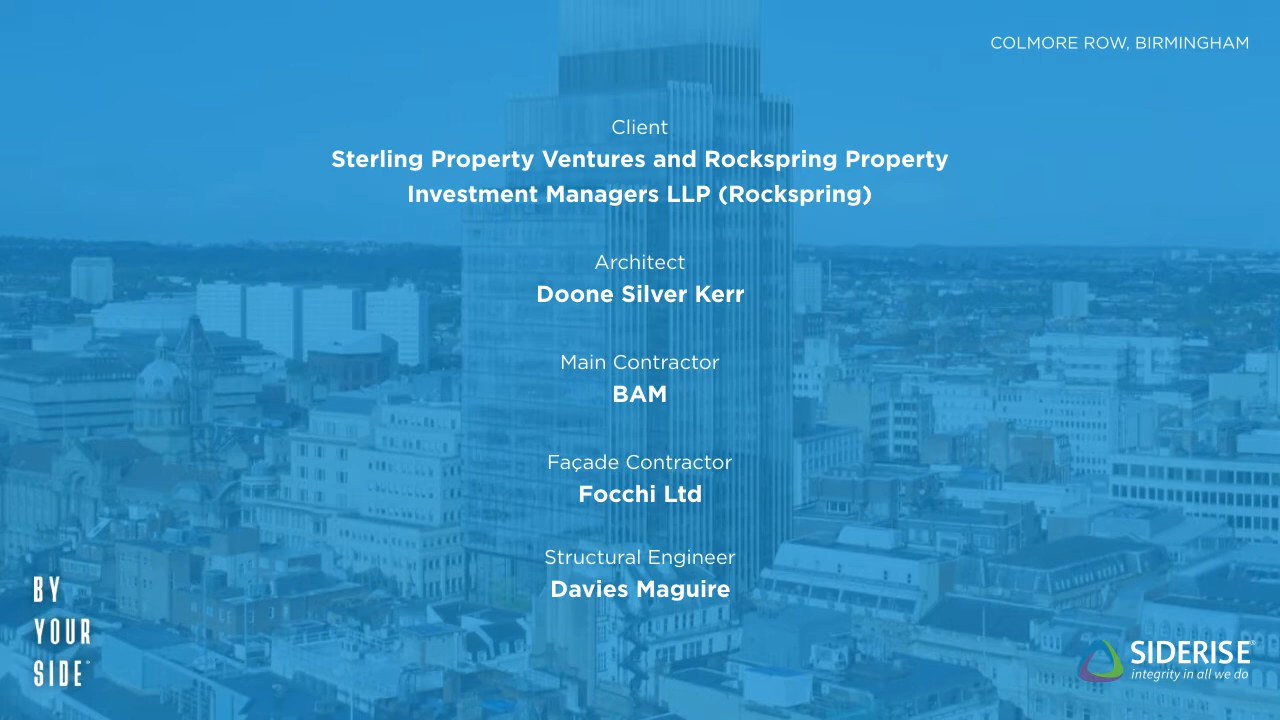 COLMORE ROW, BIRMINGHAM
Client
Sterling Property Ventures and Rockspring Property
Investment Managers LLP (Rockspring)
Architect
Doone Silver Kerr
Main Contractor
BAM
Façade Contractor
Focchi Ltd
Structural Engineer
Davies Maguire
BY
YOUR
SIDE™
SIDERISE
integrity in all we do